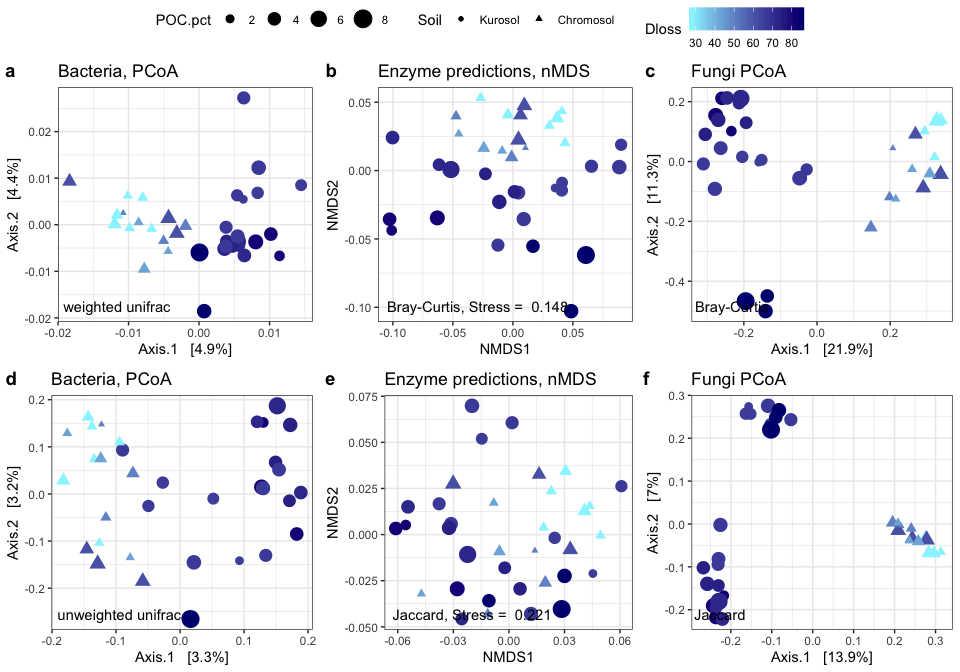 POC.pct 2 4 6 8 Soil Kurosol Chromosol Dloss
30 40 50 60 70 80
a Bacteria, PCoA
0.02
0.01
0.00
-0.01
-0.02
Axis.2 [4.4%]
weighted unifrac
-0.02 -0.01 0.00 0.01
Axis.1 [4.9%]
b Enzyme predictions, nMDS
0.05
0.00
-0.05
-0.10
NMDS2
Bray-Curtis, Stress = 0.148
-0.10 -0.05 0.00 0.05
NMDS1
c Fungi PCoA
0.2
0.0
-0.2
-0.4
Axis.2 [11.3%]
Bray-Curtis
-0.2 0.0 0.2
Axis.1 [21.9%]
d Bacteria, PCoA
0.2
0.1
0.0
-0.1
-0.2
Axis.2 [3.2%]
unweighted unifrac
-0.2 -0.1 0.0 0.1 0.2
Axis.1 [3.3%]
e Enzyme predictions, nMDS
0.075
0.050
0.025
0.000
-0.025
-0.050
NMDS2
Jaccard, Stress = 0.221
-0.06 -0.03 0.00 0.03 0.06
NMDS1
f Fungi PCoA
0.3
0.2
0.1
0.0
-0.1
-0.2
Axis.2 [7%]
Jaccard
-0.2 -0.1 0.0 0.1 0.2 0.3
Axis.1 [13.9%]